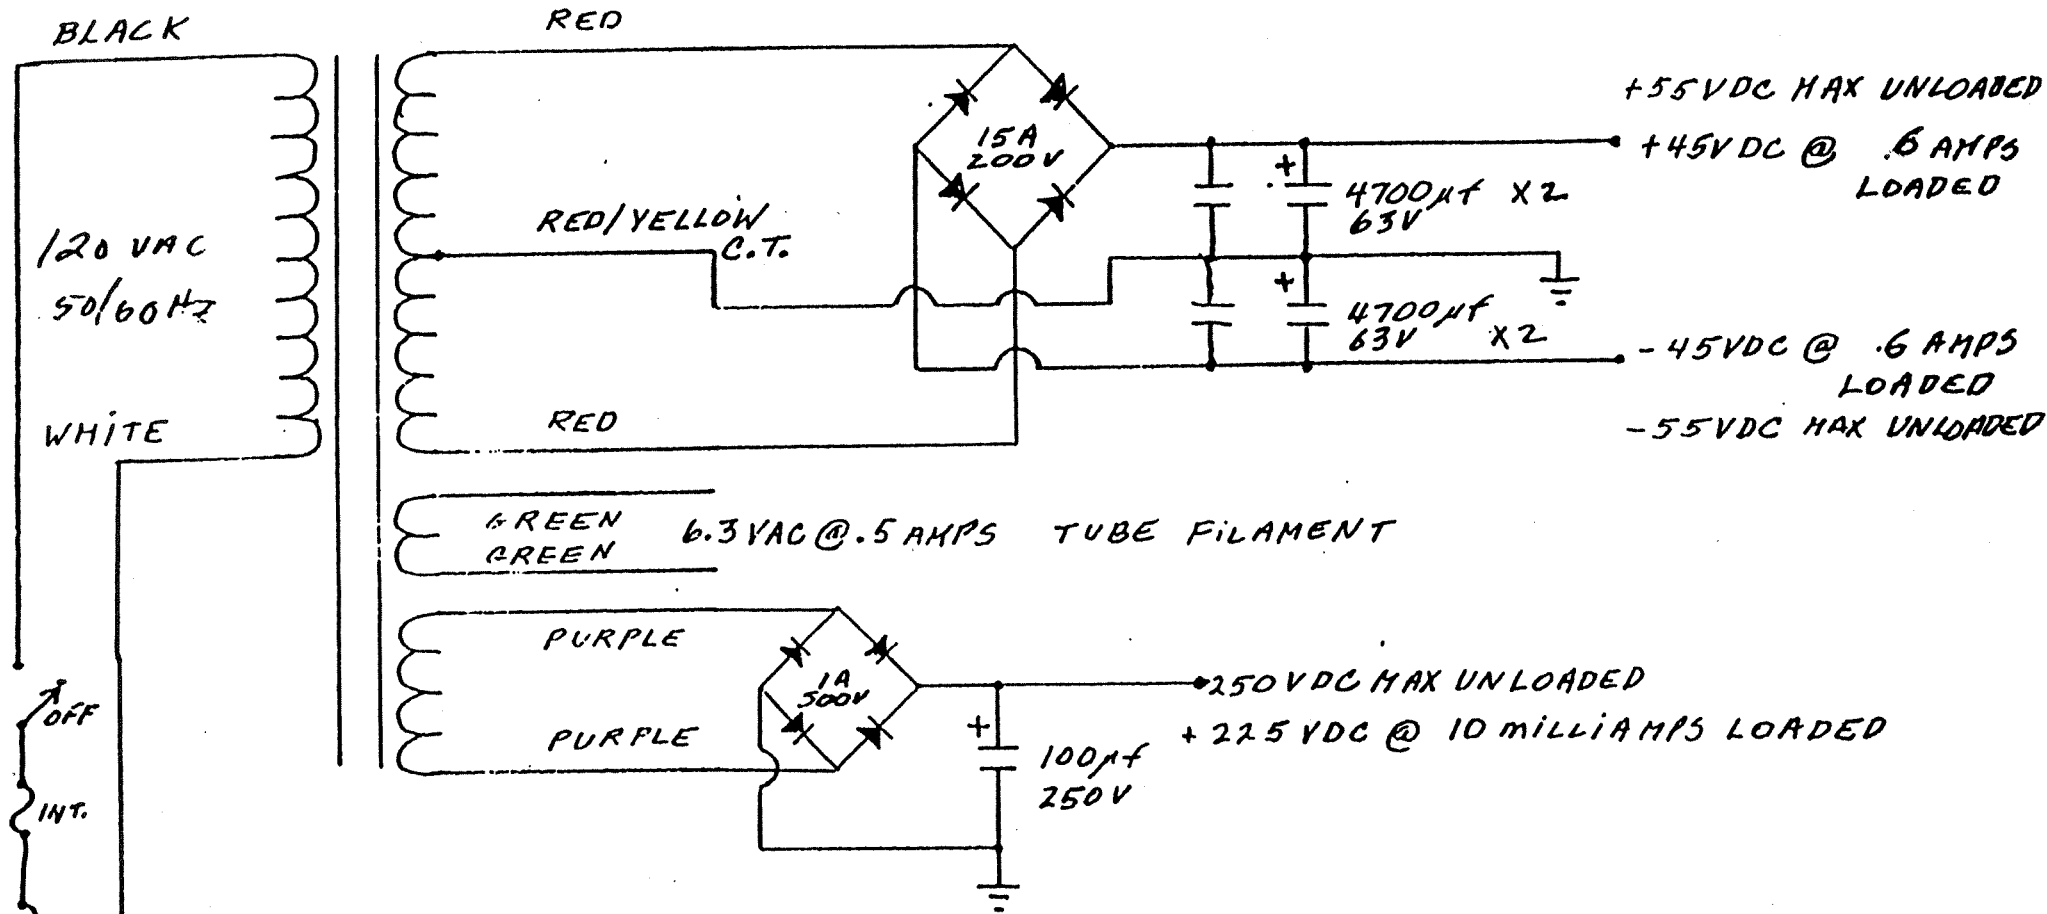 BLACK
RED
+55VDC MAX UNLOADED
15A
200V
+45VDC @ .6 AMPS
LOADED
+
4700µf X2
63V
RED/YELLOW
C.T.
120 VAC
50/60HZ
+
4700µf
63V X2
-45VDC @ .6 AMPS
LOADED
-55VDC MAX UNLOADED
WHITE
RED
GREEN
GREEN
6.3VAC@.5 AMPS TUBE FILAMENT
PURPLE
1A
500V
250VDC MAX UNLOADED
OFF
PURPLE
+
+225 VDC @ 10 MILLIAMPS LOADED
100µf
250V
INT.